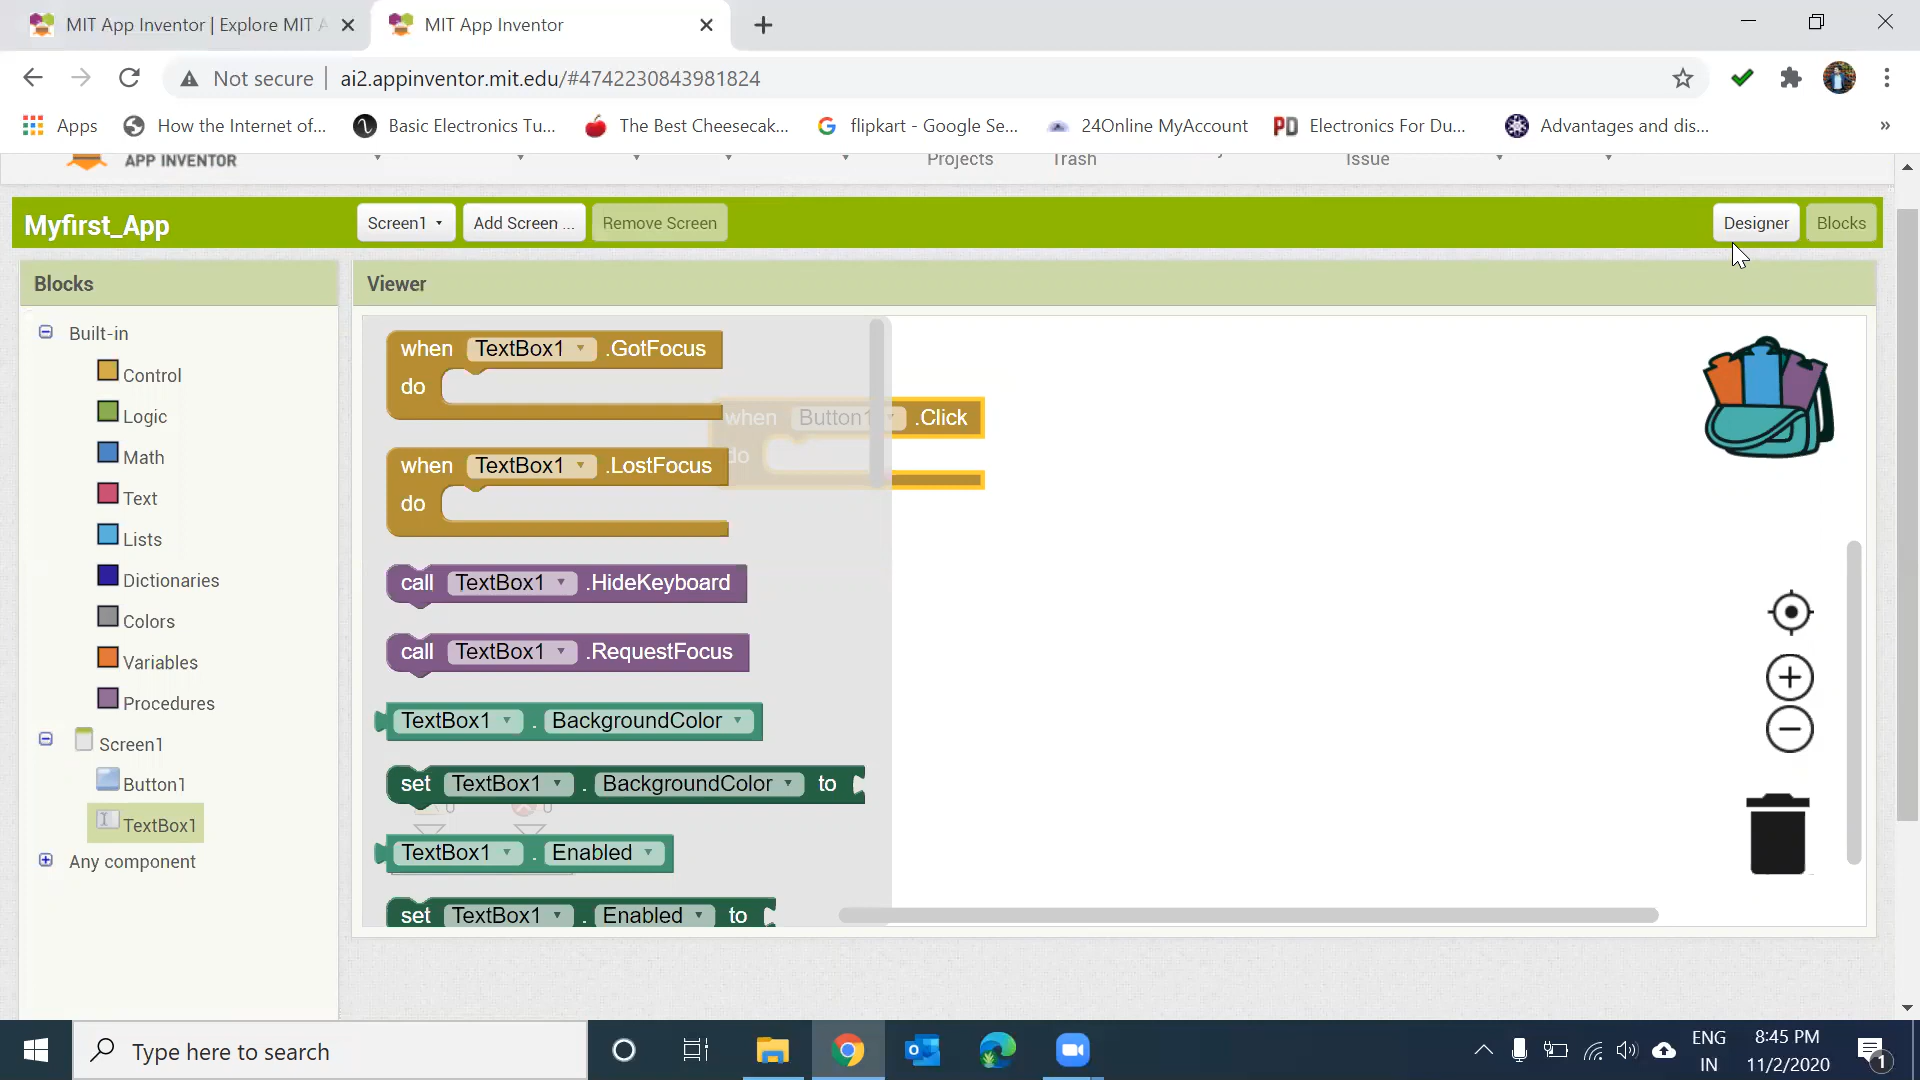 MIT App Inventor | Explore MIT A
MIT App Inventor
Not secure
ai2.appinventor.mit.edu/#4742230843981824
Apps
How the Internet of...
Basic Electronics Tu...
The Best Cheesecak...
flipkart - Google Se...
24Online MyAccount
Electronics For Du...
Advantages and dis...
»
APP INVENTOR
Projects
Trash
Issue
Myfirst_App
Screen1
Add Screen ...
Remove Screen
Designer
Blocks
Blocks
Viewer
Built-in
Control
Logic
Math
Text
Lists
Dictionaries
Colors
Variables
Procedures
Screen1
Button1
TextBox1
Any component
when TextBox1 .GotFocus
do
when Button1 .Click
do
when TextBox1 .LostFocus
do
call TextBox1 .HideKeyboard
call TextBox1 .RequestFocus
TextBox1 . BackgroundColor
set TextBox1 . BackgroundColor to
0 0
TextBox1 . Enabled
set TextBox1 . Enabled to
Type here to search
ENG
IN
8:45 PM
11/2/2020
1